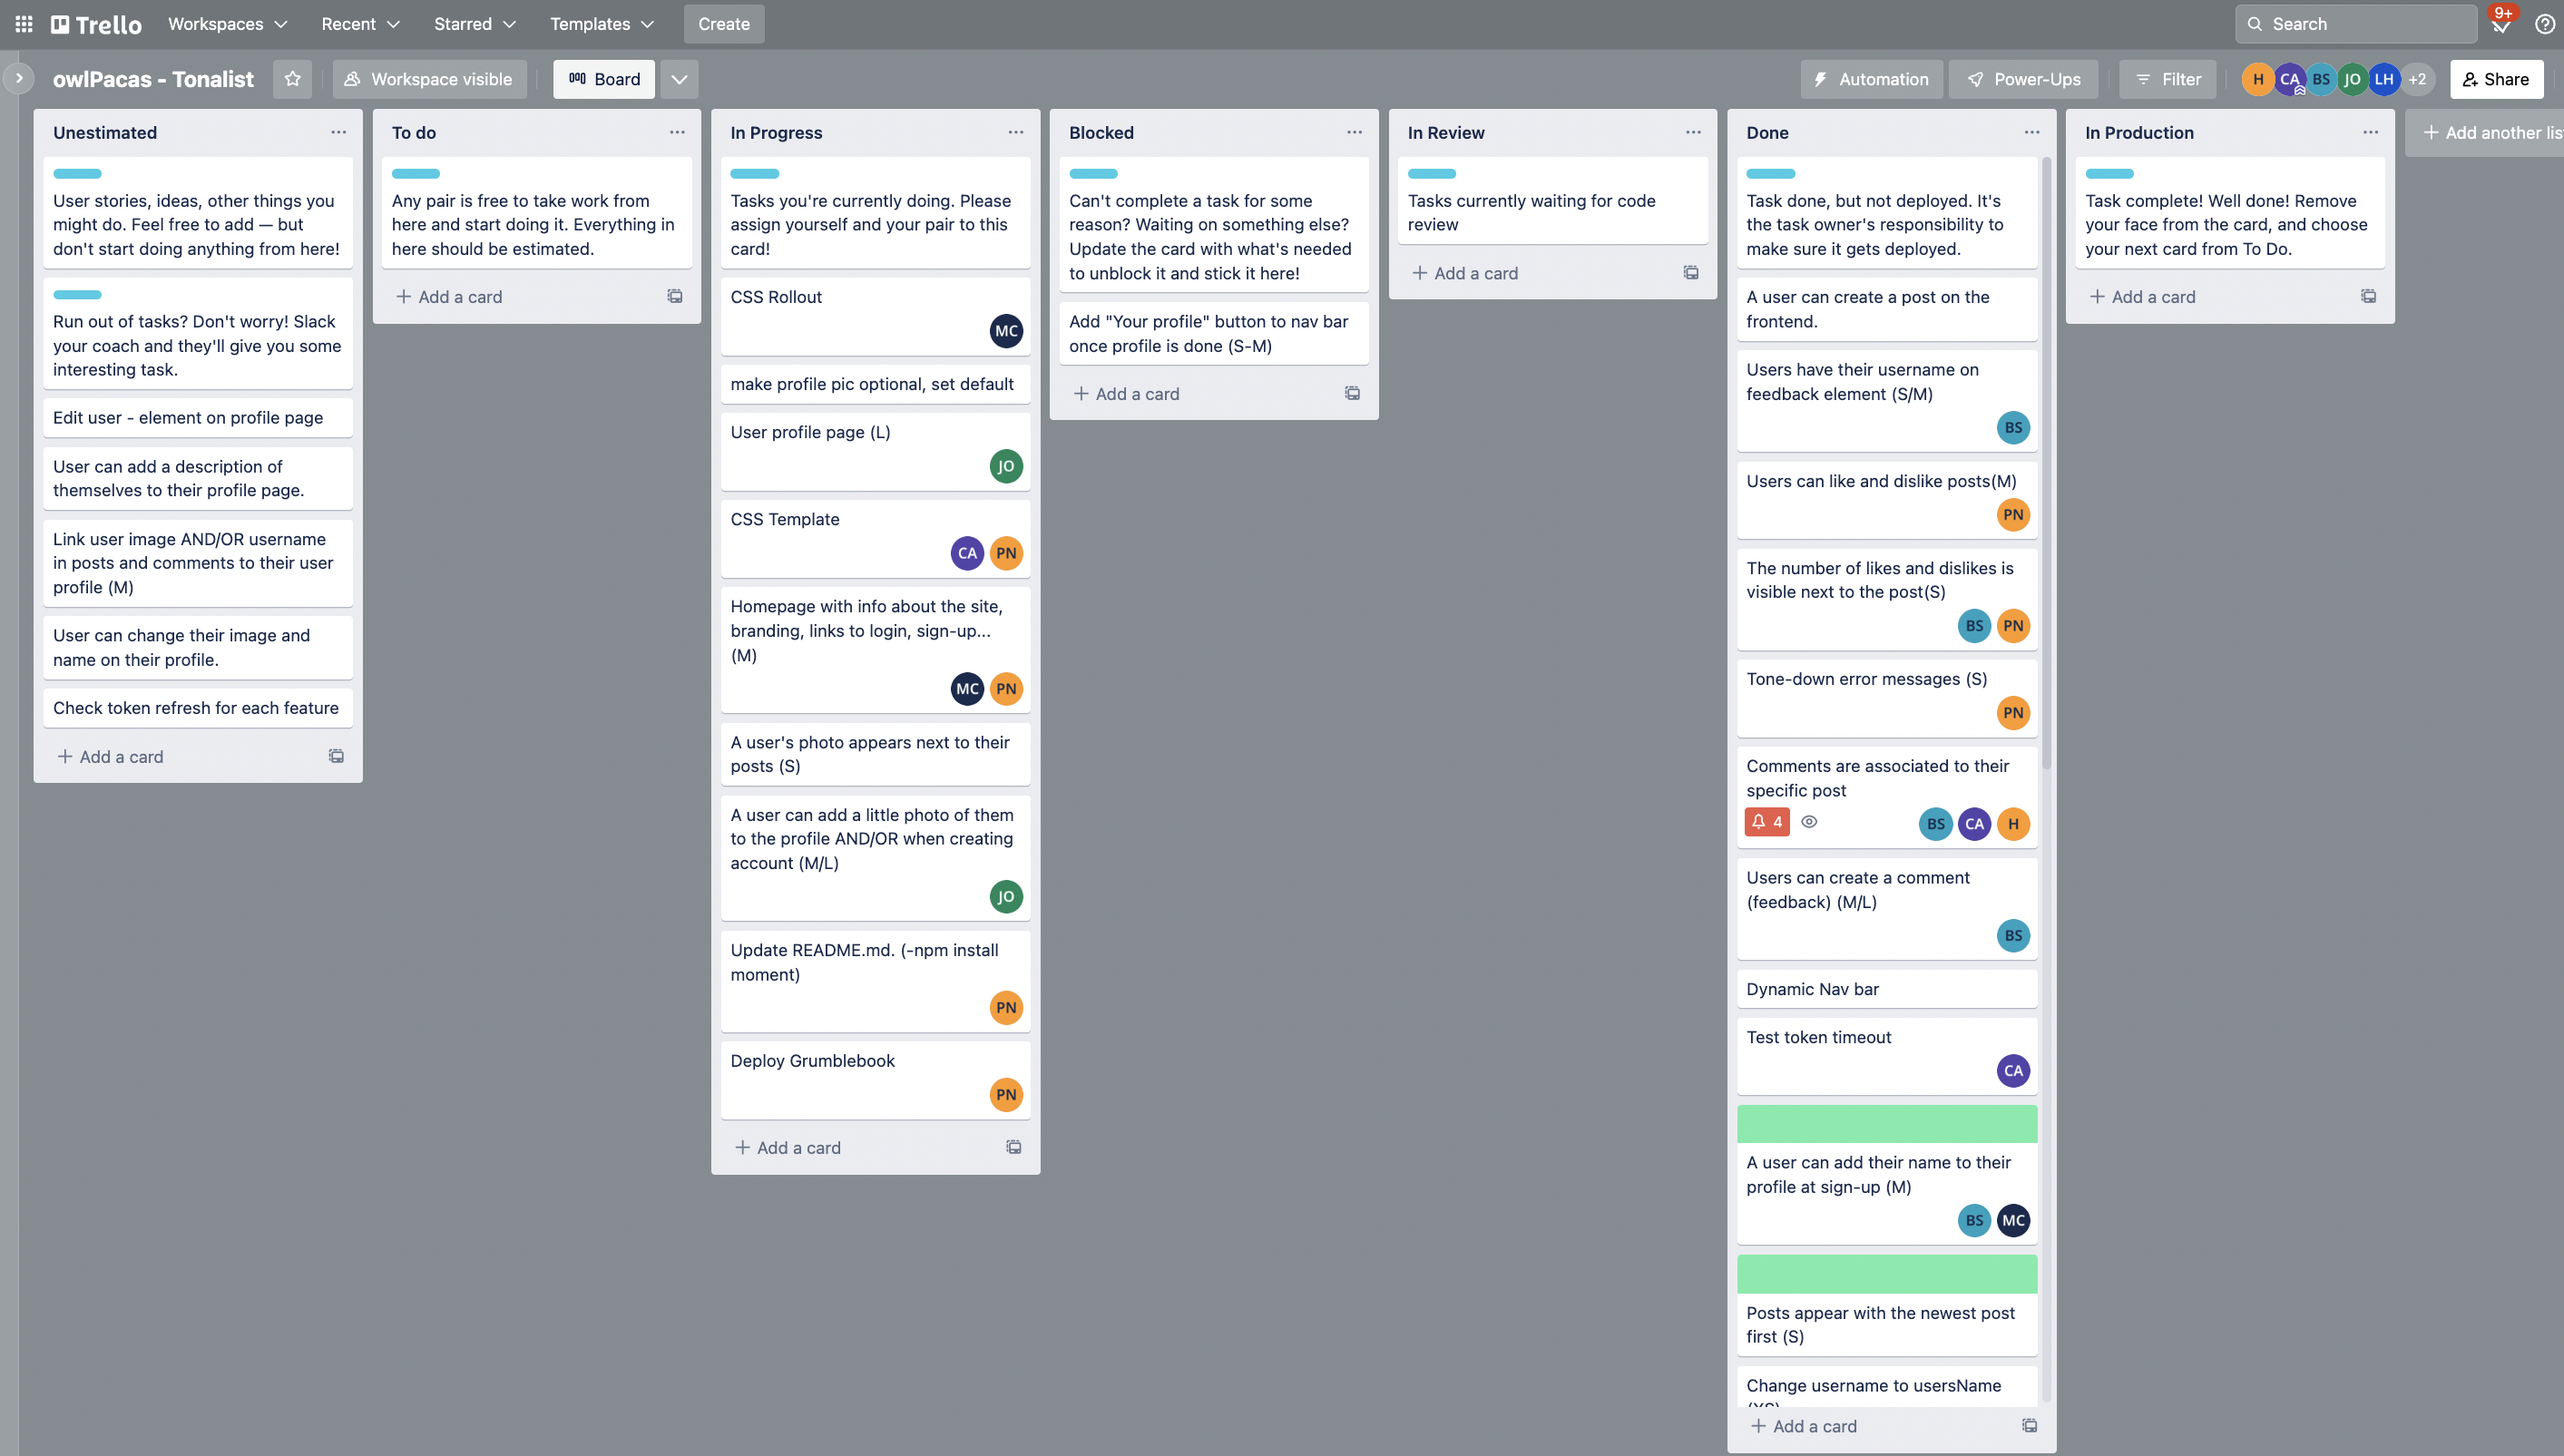 Trello
Workspaces
Recent
Starred
Templates
Create
Search
9+
owlPacas - Tonalist
Workspace visible
Board
Automation
Power-Ups
Filter
H
CA
BS
JO
LH
+2
Share
Unestimated
User stories, ideas, other things you
might do. Feel free to add — but
don't start doing anything from here!
Run out of tasks? Don't worry! Slack
your coach and they'll give you some
interesting task.
Edit user - element on profile page
User can add a description of
themselves to their profile page.
Link user image AND/OR username
in posts and comments to their user
profile (M)
User can change their image and
name on their profile.
Check token refresh for each feature
+ Add a card
To do
Any pair is free to take work from
here and start doing it. Everything in
here should be estimated.
+ Add a card
In Progress
Tasks you're currently doing. Please
assign yourself and your pair to this
card!
CSS Rollout
MC
make profile pic optional, set default
User profile page (L)
JO
CSS Template
CA PN
Homepage with info about the site,
branding, links to login, sign-up...
(M)
MC PN
A user's photo appears next to their
posts (S)
A user can add a little photo of them
to the profile AND/OR when creating
account (M/L)
JO
Update README.md. (-npm install
moment)
PN
Deploy Grumblebook
PN
+ Add a card
Blocked
Can't complete a task for some
reason? Waiting on something else?
Update the card with what's needed
to unblock it and stick it here!
Add "Your profile" button to nav bar
once profile is done (S-M)
+ Add a card
In Review
Tasks currently waiting for code
review
+ Add a card
Done
Task done, but not deployed. It's
the task owner's responsibility to
make sure it gets deployed.
A user can create a post on the
frontend.
Users have their username on
feedback element (S/M)
BS
Users can like and dislike posts(M)
PN
The number of likes and dislikes is
visible next to the post(S)
BS PN
Tone-down error messages (S)
PN
Comments are associated to their
specific post
4
BS CA H
Users can create a comment
(feedback) (M/L)
BS
Dynamic Nav bar
Test token timeout
CA
A user can add their name to their
profile at sign-up (M)
BS MC
Posts appear with the newest post
first (S)
Change username to usersName
+ Add a card
In Production
Task complete! Well done! Remove
your face from the card, and choose
your next card from To Do.
+ Add a card
+ Add another lis